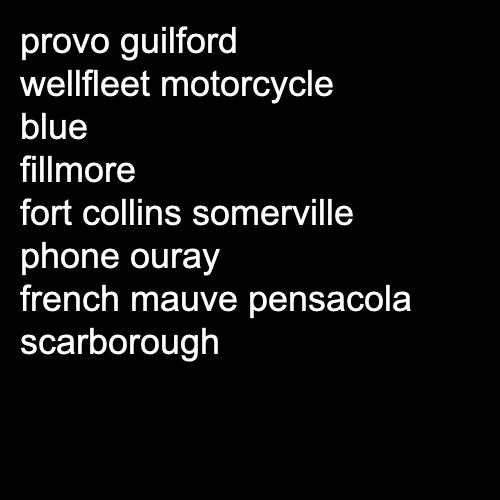 provo guilford
wellfleet motorcycle
blue
fillmore
fort collins somerville
phone ouray
french mauve pensacola
scarborough